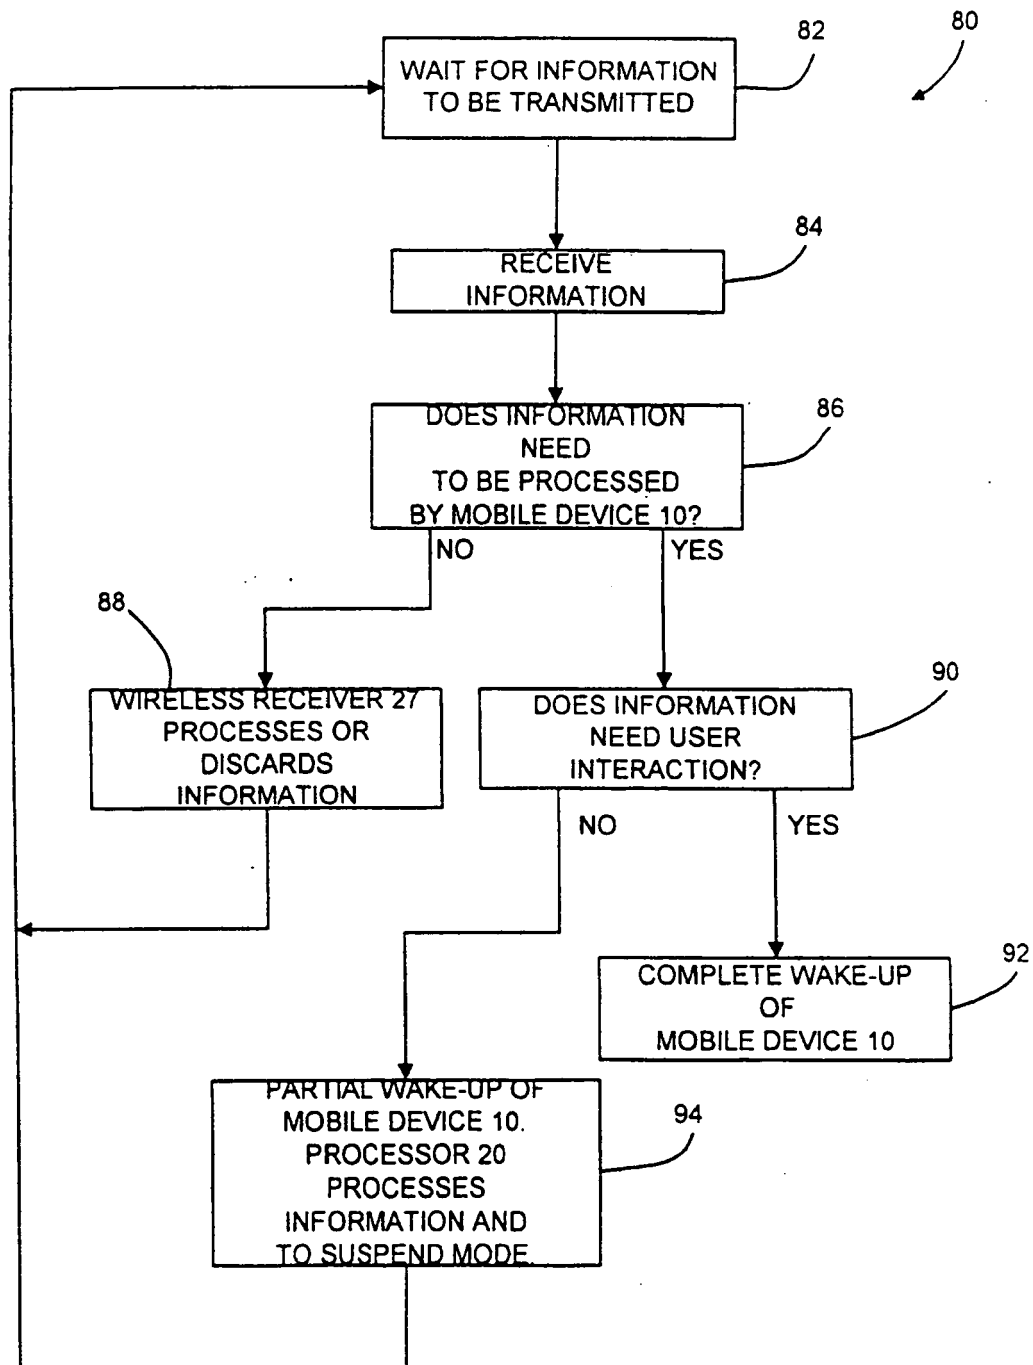 82
80
WAIT FOR INFORMATION
TO BE TRANSMITTED
84
RECEIVE
INFORMATION
86
DOES INFORMATION
NEED
TO BE PROCESSED
BY MOBILE DEVICE 10?
NO
YES
88
90
WIRELESS RECEIVER 27
PROCESSES OR
DISCARDS
INFORMATION
DOES INFORMATION
NEED USER
INTERACTION?
NO
YES
92
COMPLETE WAKE-UP
OF
MOBILE DEVICE 10
94
PARTIAL WAKE-UP OF
MOBILE DEVICE 10.
PROCESSOR 20
PROCESSES
INFORMATION AND
TO SUSPEND MODE.